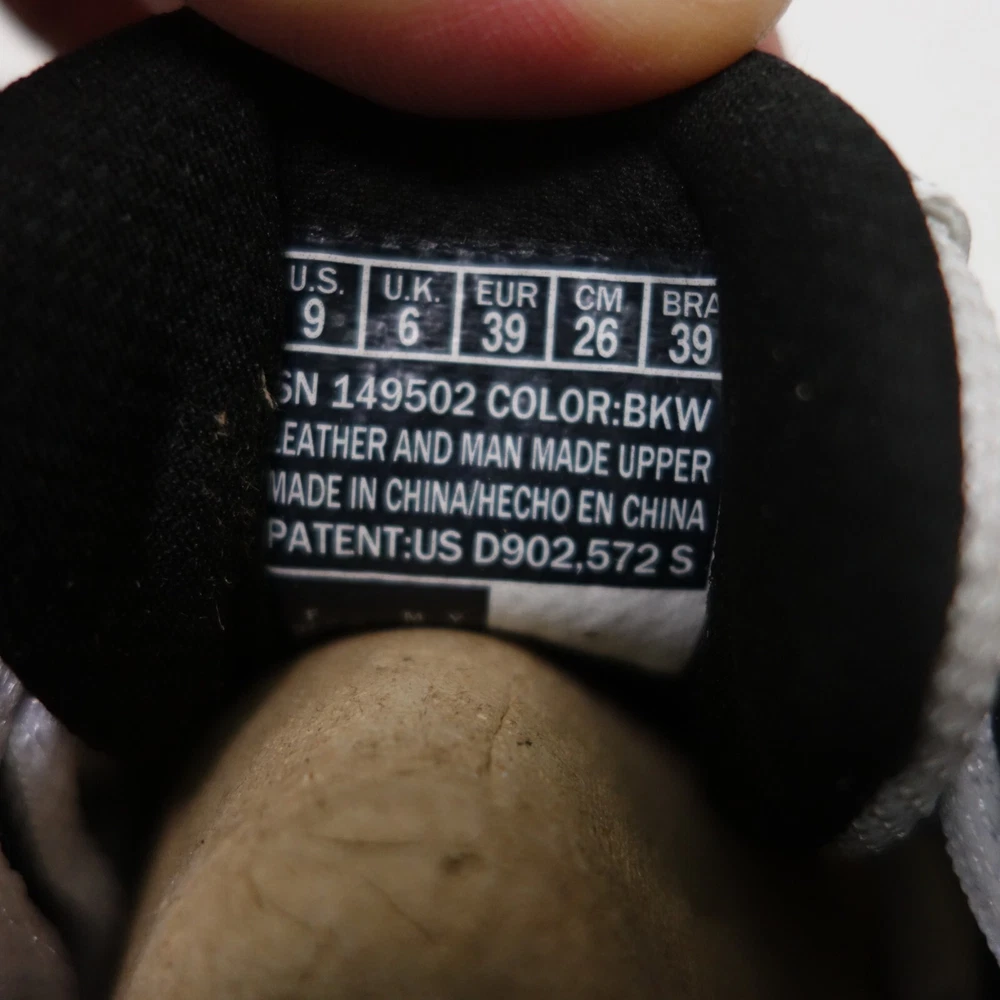 U.S. U.K. EUR CM BRA
9 6 39 26 39
SN 149502 COLOR:BKW
LEATHER AND MAN MADE UPPER
MADE IN CHINA/HECHO EN CHINA
PATENT:US D902,572 S